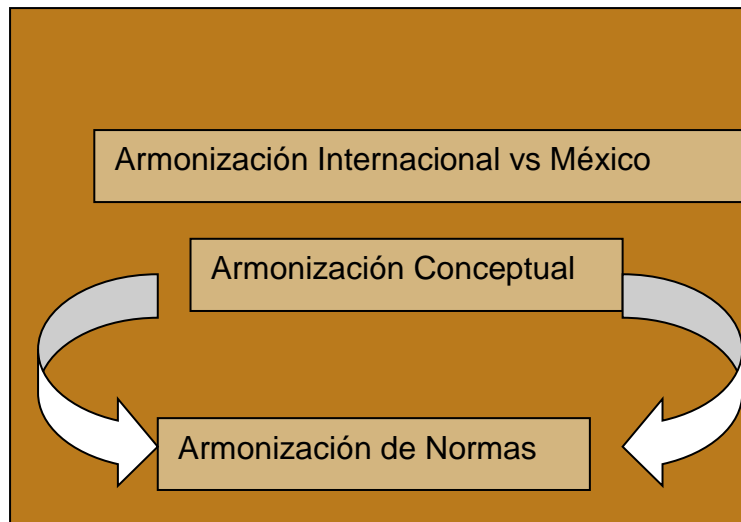 Armonización Internacional vs México
Armonización Conceptual
Armonización de Normas